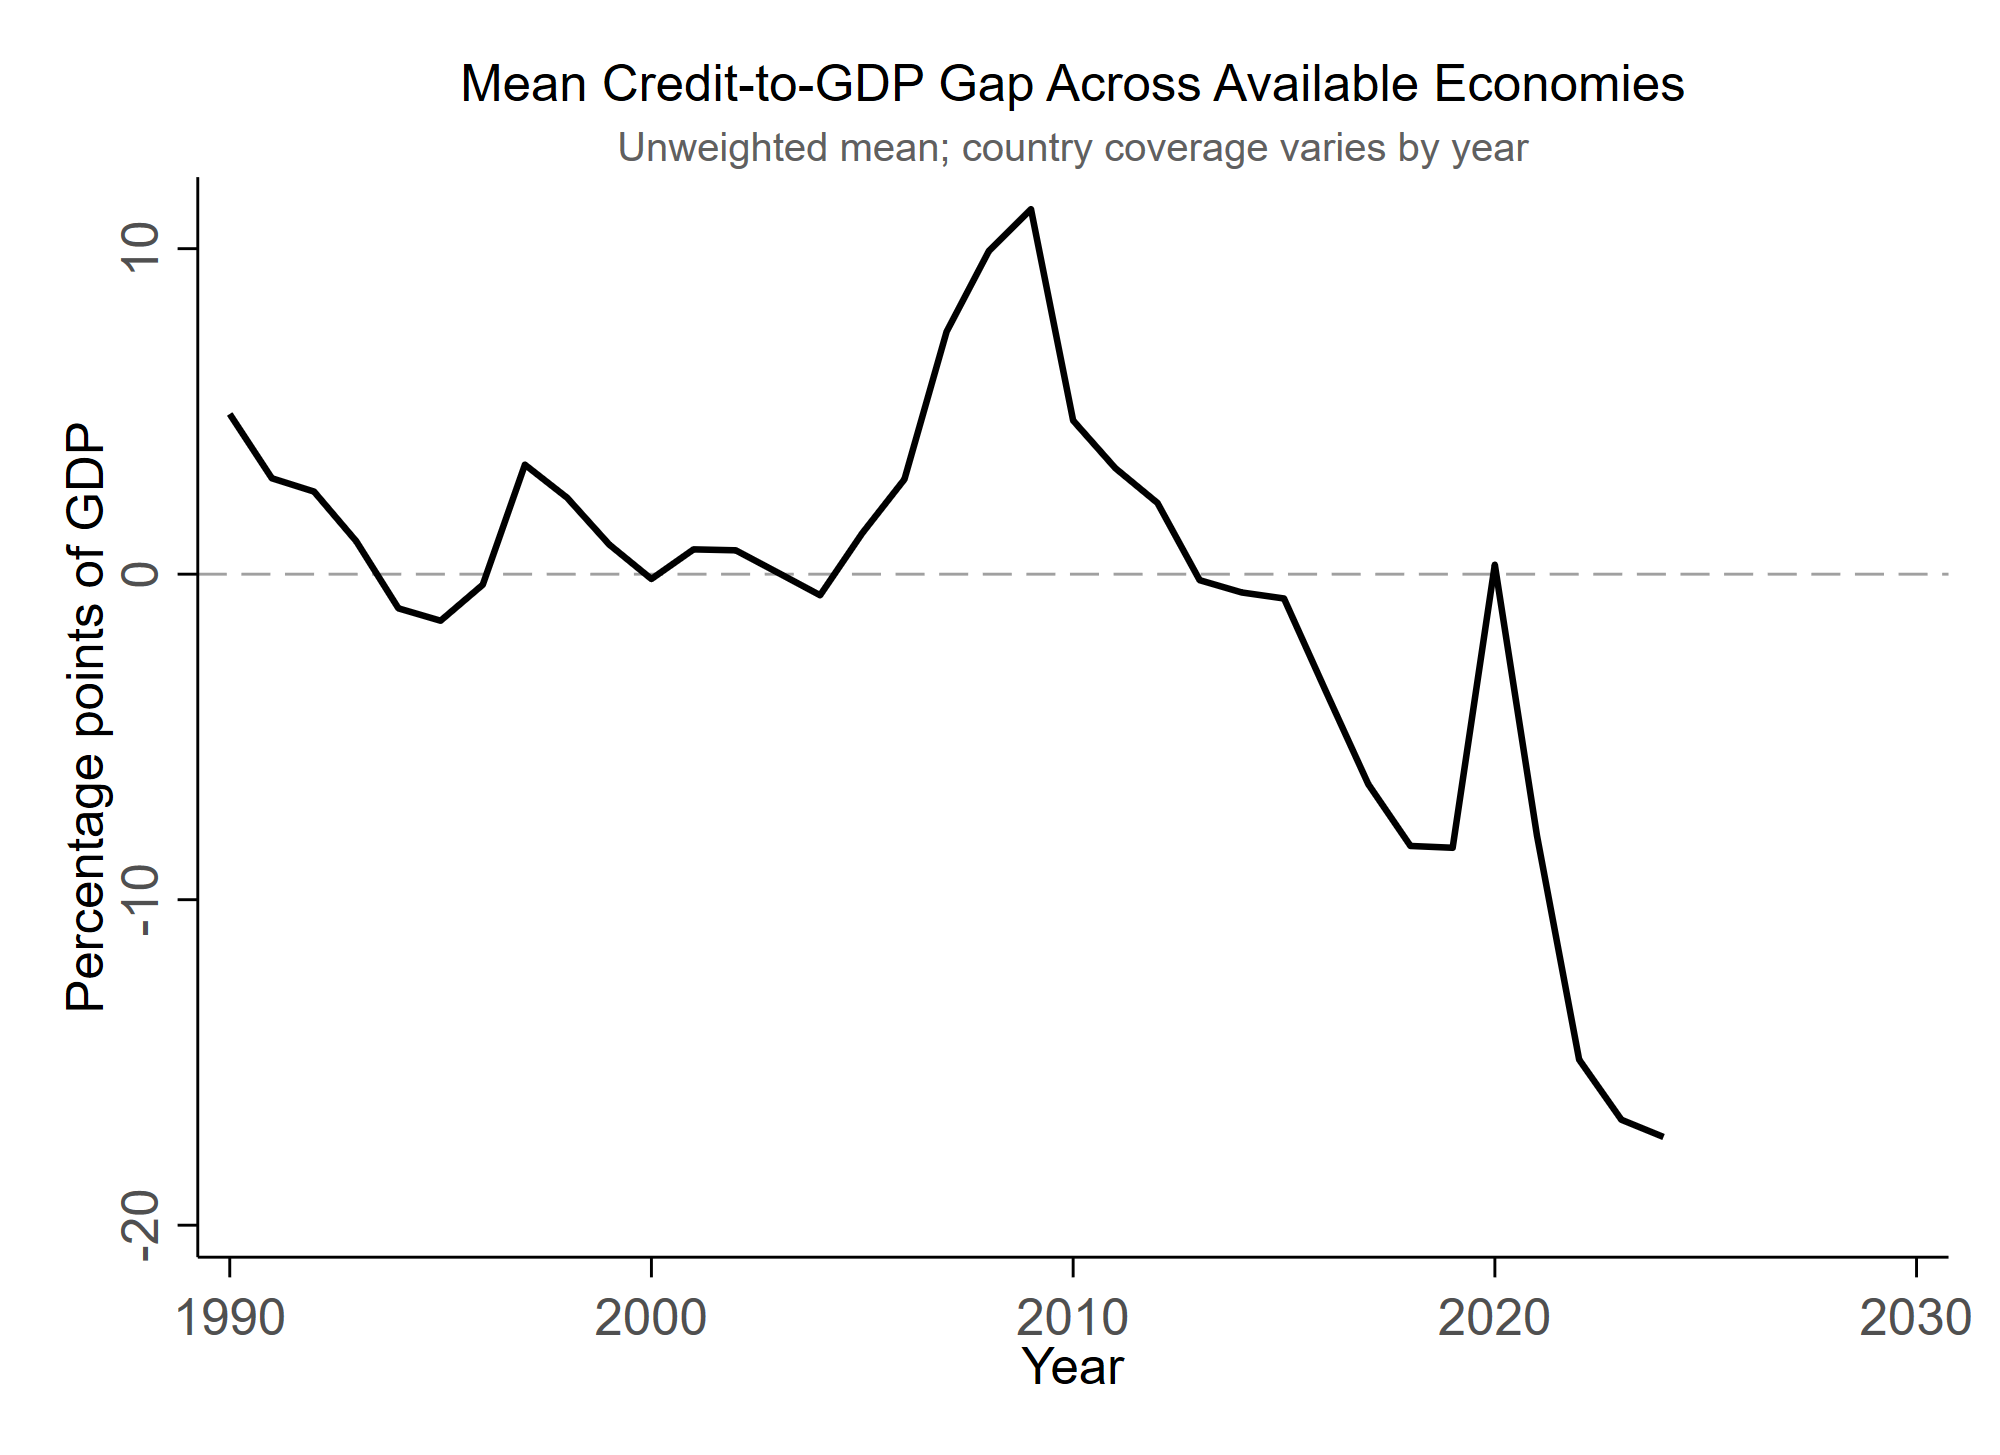 Mean Credit-to-GDP Gap Across Available Economies
Unweighted mean; country coverage varies by year
Percentage points of GDP
10
0
-10
-20
1990
2000
2010
2020
2030
Year